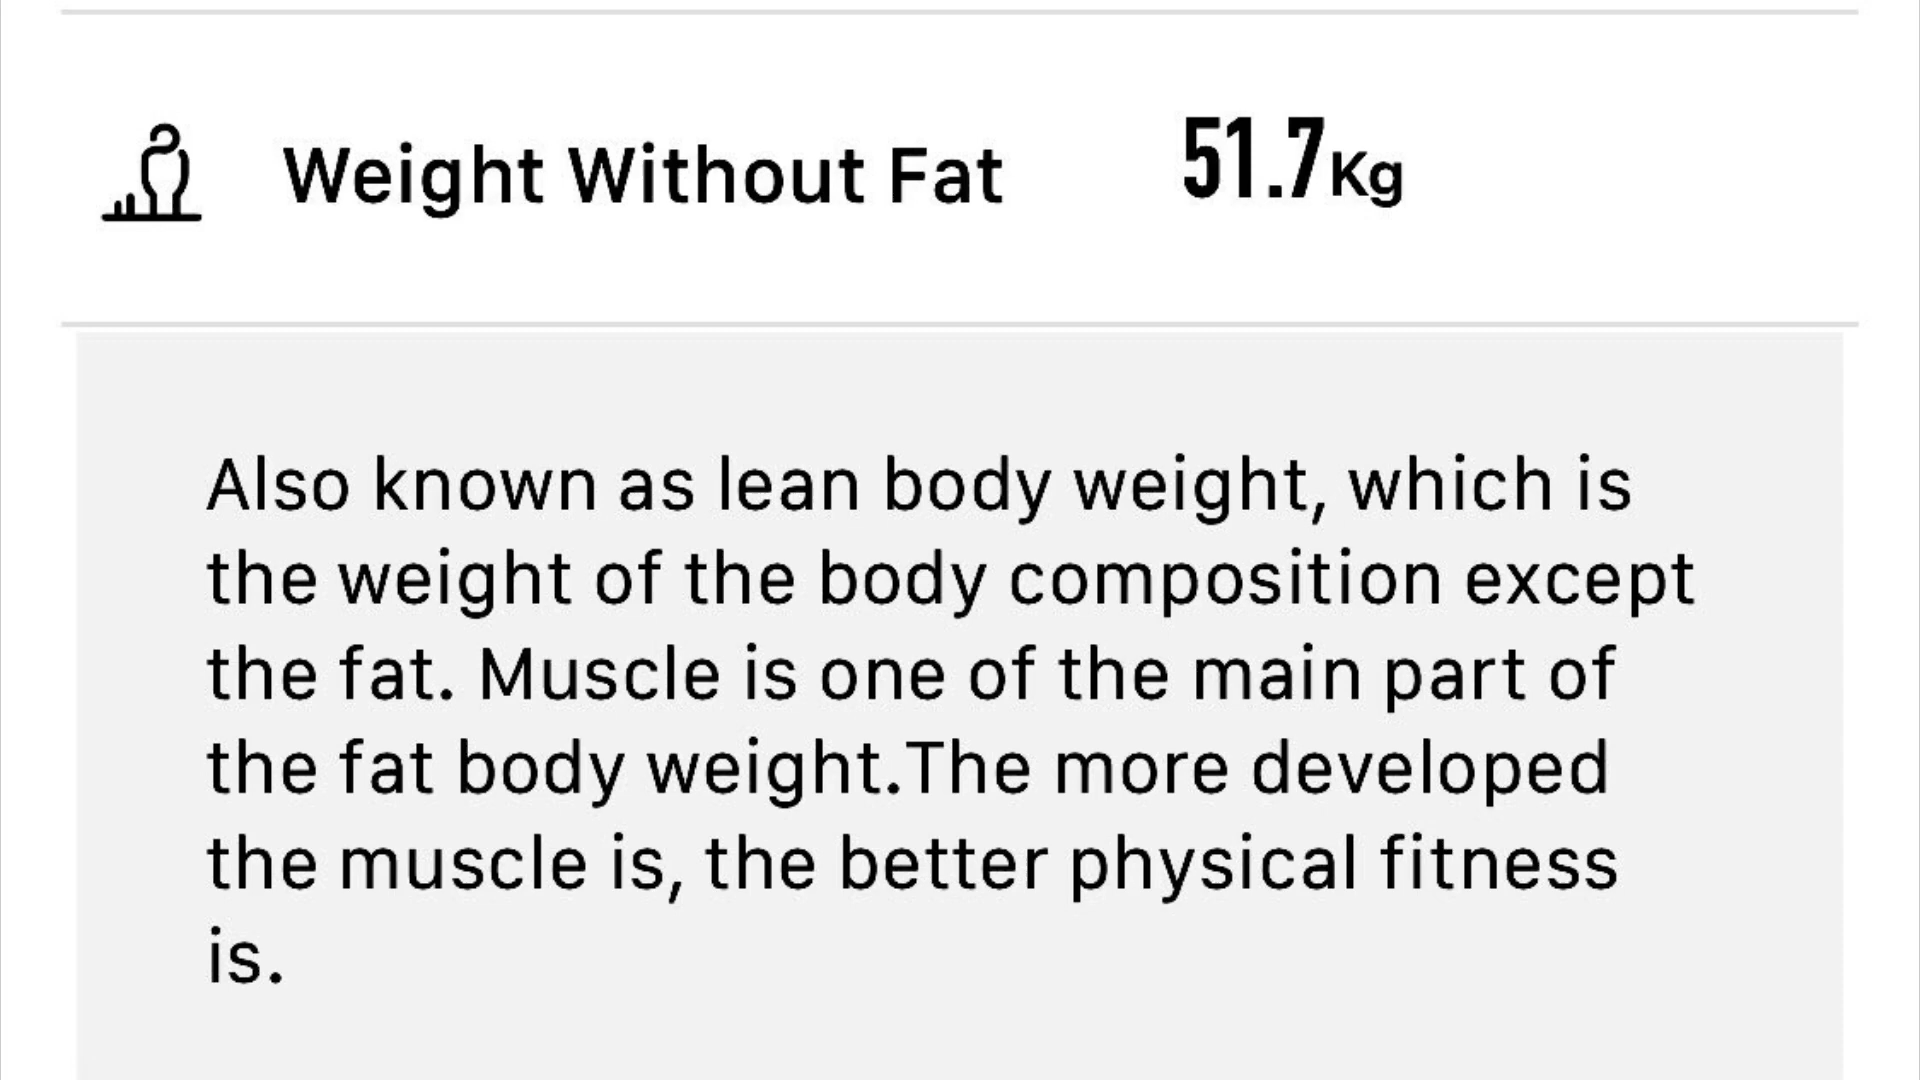 Weight Without Fat 51.7Kg
Also known as lean body weight, which is
the weight of the body composition except
the fat. Muscle is one of the main part of
the fat body weight.The more developed
the muscle is, the better physical fitness
is.